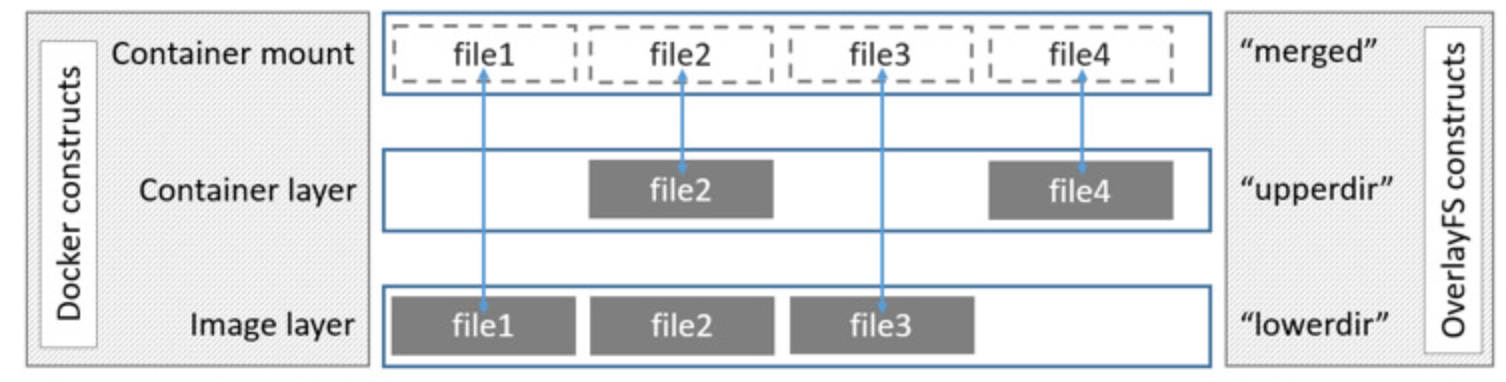 Docker constructs
Container mount
file1 file2 file3 file4
“merged”
Container layer
file2 file4
“upperdir”
Image layer
file1 file2 file3
“lowerdir”
OverlayFS constructs